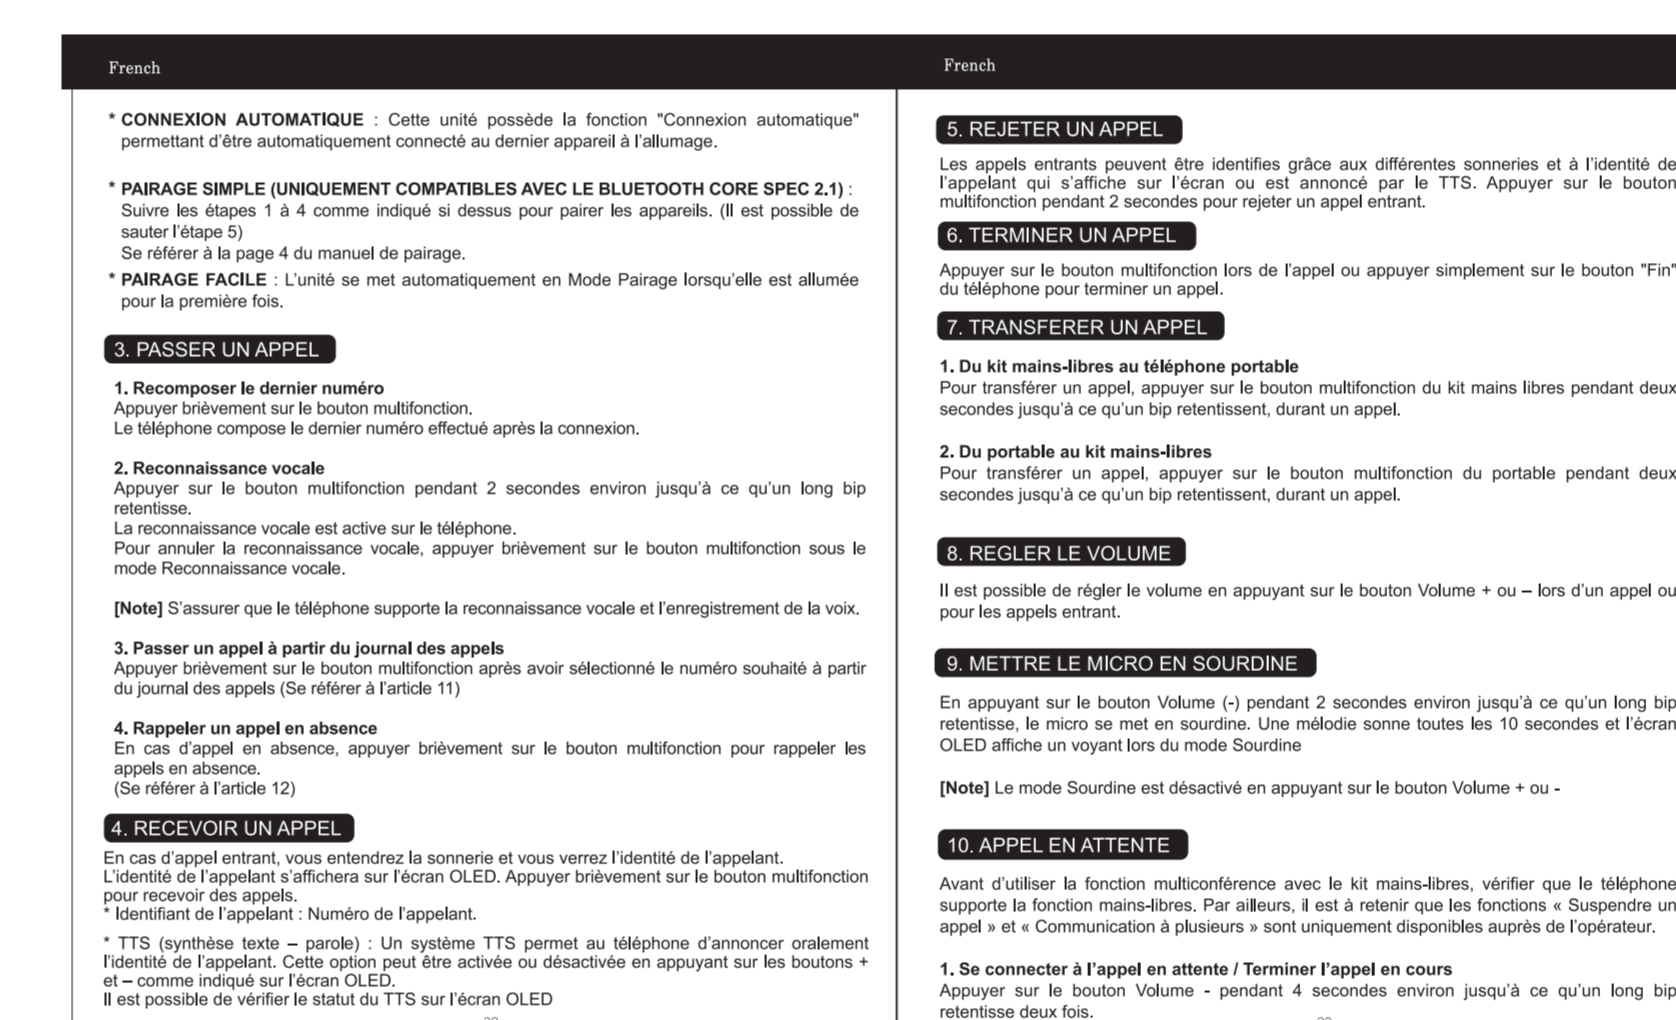 French
* CONNEXION AUTOMATIQUE : Cette unité possède la fonction "Connexion automatique"
permettant d’être automatiquement connecté au dernier appareil à l’allumage.
* PAIRAGE SIMPLE (UNIQUEMENT COMPATIBLES AVEC LE BLUETOOTH CORE SPEC 2.1) :
Suivre les étapes 1 à 4 comme indiqué si dessus pour pairer les appareils. (Il est possible de
sauter l’étape 5)
Se référer à la page 4 du manuel de pairage.
* PAIRAGE FACILE : L’unité se met automatiquement en Mode Pairage lorsqu’elle est allumée
pour la première fois.
3. PASSER UN APPEL
1. Recomposer le dernier numéro
Appuyer brièvement sur le bouton multifonction.
Le téléphone compose le dernier numéro effectué après la connexion.
2. Reconnaissance vocale
Appuyer sur le bouton multifonction pendant 2 secondes environ jusqu’à ce qu’un long bip
retentisse.
La reconnaissance vocale est active sur le téléphone.
Pour annuler la reconnaissance vocale, appuyer brièvement sur le bouton multifonction sous le
mode Reconnaissance vocale.
[Note] S’assurer que le téléphone supporte la reconnaissance vocale et l’enregistrement de la voix.
3. Passer un appel à partir du journal des appels
Appuyer brièvement sur le bouton multifonction après avoir sélectionné le numéro souhaité à partir
du journal des appels (Se référer à l’article 11)
4. Rappeler un appel en absence
En cas d’appel en absence, appuyer brièvement sur le bouton multifonction pour rappeler les
appels en absence.
(Se référer à l’article 12)
4. RECEVOIR UN APPEL
En cas d’appel entrant, vous entendrez la sonnerie et vous verrez l’identité de l’appelant.
L’identité de l’appelant s’affichera sur l’écran OLED. Appuyer brièvement sur le bouton multifonction
pour recevoir des appels.
* Identifiant de l’appelant : Numéro de l’appelant.
* TTS (synthèse texte – parole) : Un système TTS permet au téléphone d’annoncer oralement
l’identité de l’appelant. Cette option peut être activée ou désactivée en appuyant sur les boutons +
et – comme indiqué sur l’écran OLED.
Il est possible de vérifier le statut du TTS sur l’écran OLED
French
5. REJETER UN APPEL
Les appels entrants peuvent être identifies grâce aux différentes sonneries et à l’identité de
l’appelant qui s’affiche sur l’écran ou est annoncé par le TTS. Appuyer sur le bouton
multifonction pendant 2 secondes pour rejeter un appel entrant.
6. TERMINER UN APPEL
Appuyer sur le bouton multifonction lors de l’appel ou appuyer simplement sur le bouton "Fin"
du téléphone pour terminer un appel.
7. TRANSFERER UN APPEL
1. Du kit mains-libres au téléphone portable
Pour transférer un appel, appuyer sur le bouton multifonction du kit mains libres pendant deux
secondes jusqu’à ce qu’un bip retentissent, durant un appel.
2. Du portable au kit mains-libres
Pour transférer un appel, appuyer sur le bouton multifonction du portable pendant deux
secondes jusqu’à ce qu’un bip retentissent, durant un appel.
8. REGLER LE VOLUME
Il est possible de régler le volume en appuyant sur le bouton Volume + ou – lors d’un appel ou
pour les appels entrant.
9. METTRE LE MICRO EN SOURDINE
En appuyant sur le bouton Volume (-) pendant 2 secondes environ jusqu’à ce qu’un long bip
retentisse, le micro se met en sourdine. Une mélodie sonne toutes les 10 secondes et l’écran
OLED affiche un voyant lors du mode Sourdine
[Note] Le mode Sourdine est désactivé en appuyant sur le bouton Volume + ou -
10. APPEL EN ATTENTE
Avant d’utiliser la fonction multiconférence avec le kit mains-libres, vérifier que le téléphone
supporte la fonction mains-libres. Par ailleurs, il est à retenir que les fonctions « Suspendre un
appel » et « Communication à plusieurs » sont uniquement disponibles auprès de l’opérateur.
1. Se connecter à l’appel en attente / Terminer l’appel en cours
Appuyer sur le bouton Volume - pendant 4 secondes environ jusqu’à ce qu’un long bip
retentisse deux fois.